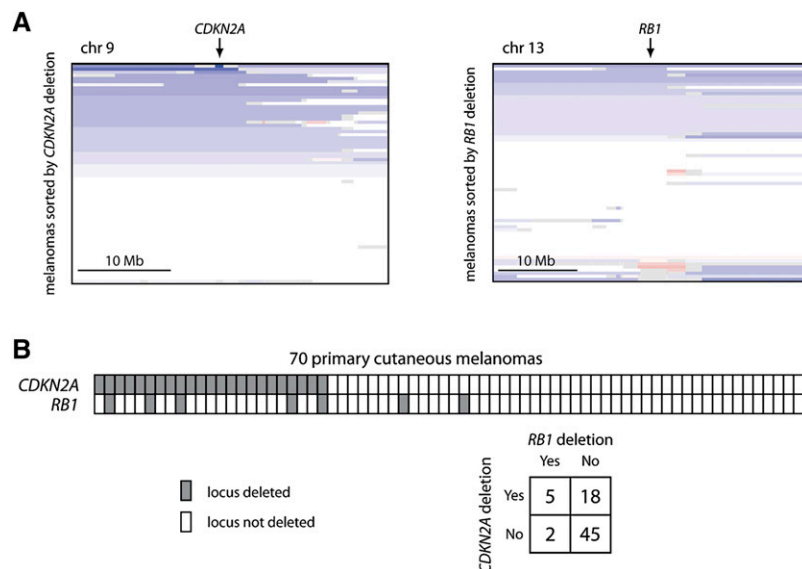 A
CDKN2A
chr 9
melanomas sorted by CDKN2A deletion
10 Mb
RB1
chr 13
melanomas sorted by RB1 deletion
10 Mb
B
70 primary cutaneous melanomas
CDKN2A
RB1
locus deleted
locus not deleted
RB1 deletion
Yes No
CDKN2A deletion
Yes 5 18
No 2 45